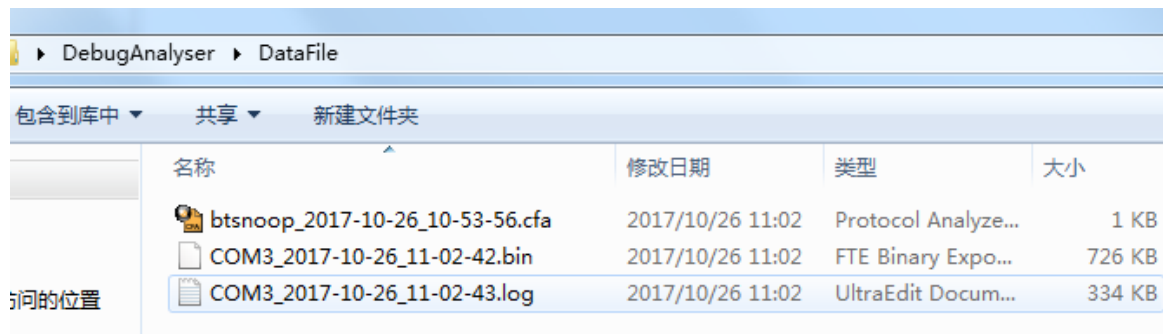 DebugAnalyser DataFile
包含到库中 共享 新建文件夹
名称 修改日期 类型 大小
btsnoop_2017-10-26_10-53-56.cfa 2017/10/26 11:02 Protocol Analyze... 1 KB
COM3_2017-10-26_11-02-42.bin 2017/10/26 11:02 FTE Binary Expo... 726 KB
COM3_2017-10-26_11-02-43.log 2017/10/26 11:02 UltraEdit Docum... 334 KB
问的位置